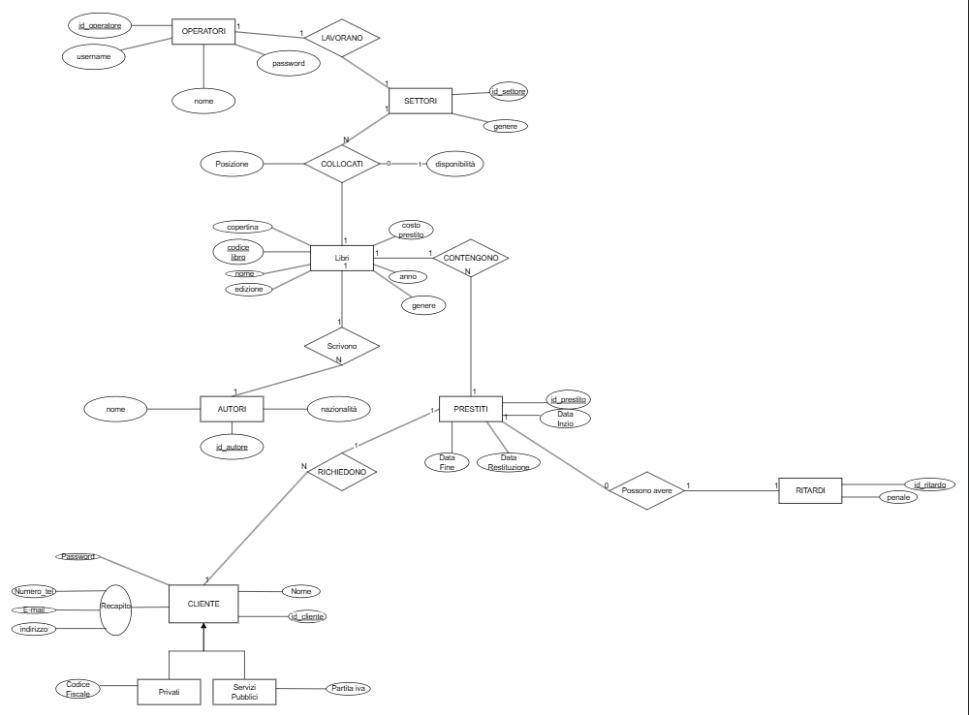 id_operatore
OPERATORI
1
1
LAVORANO
username
password
nome
1
SETTORI
id_settore
1
genere
N
Posizione
COLLOCATI
0
1
disponibilità
copertina
costo
prestito
1
codice
libro
Libri
1
1
CONTENGONO
1
N
nome
anno
edizione
genere
1
Scrivono
N
1
1
nome
AUTORI
nazionalità
1
PRESTITI
id_prestito
1
Data
Inzio
id_autore
1
Data
Fine
Data
Restituzione
N
RICHIEDONO
0
Possono avere
1
1
RITARDI
id_ritardo
penale
Password
1
Numero_tel
E-mail
indirizzo
Recapito
CLIENTE
Nome
id_cliente
Codice
Fiscale
Privati
Servizi
Pubblici
Partita iva